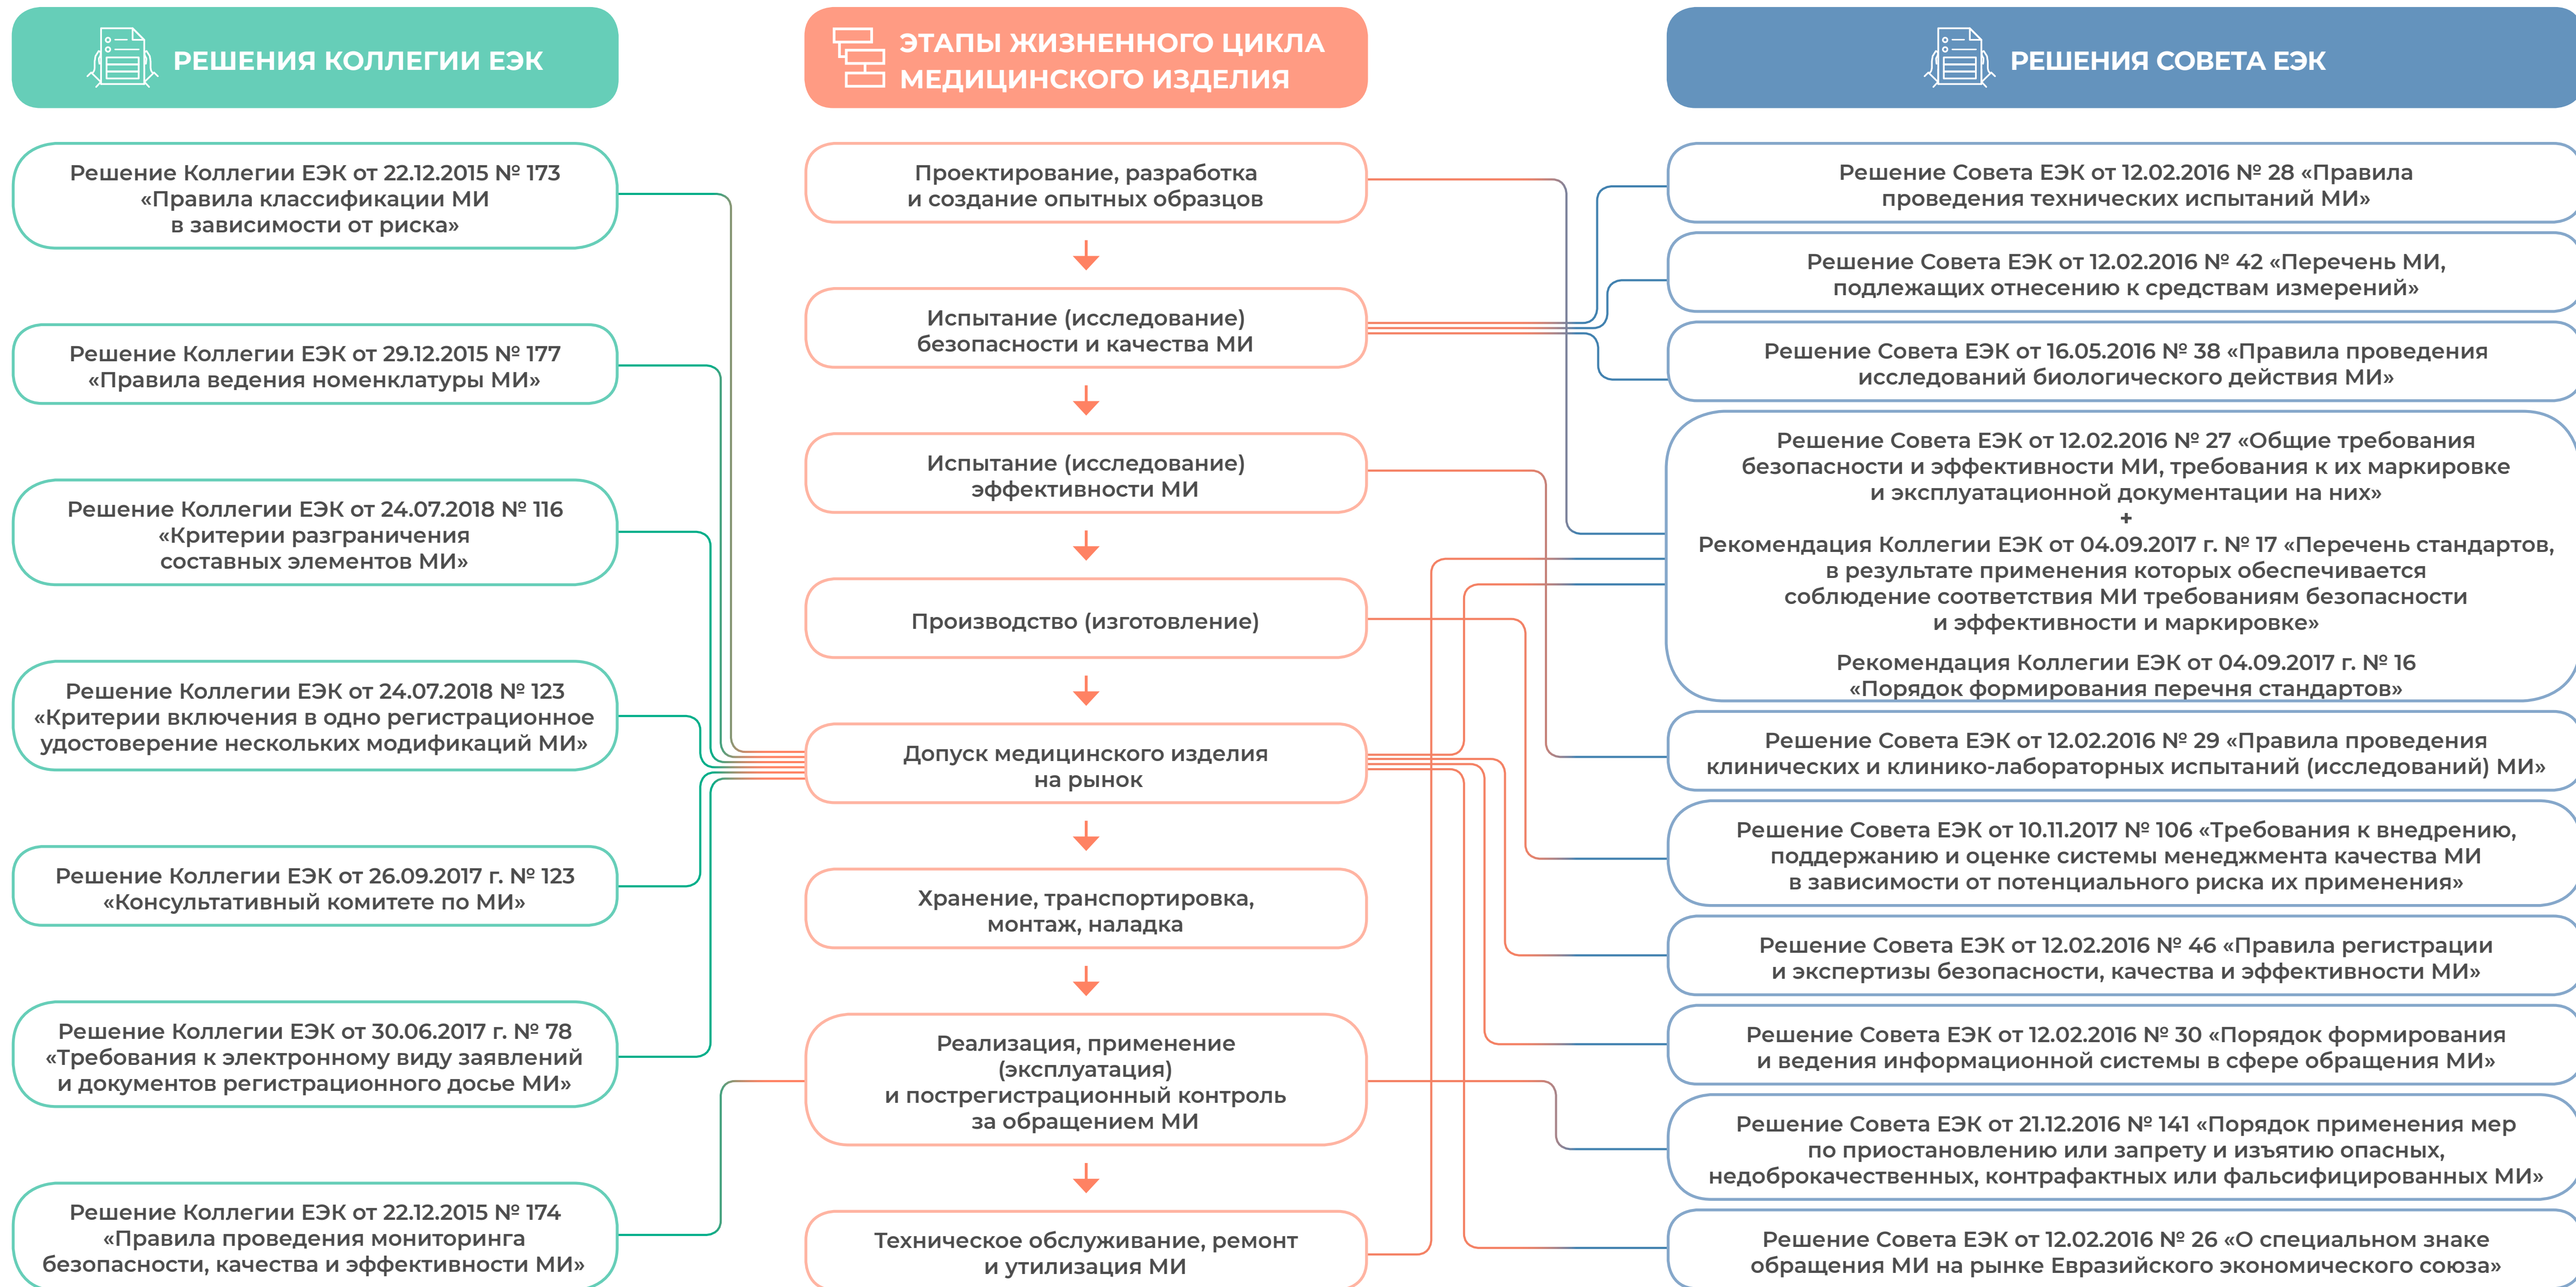 РЕШЕНИЯ КОЛЛЕГИИ ЕЭК
Решение Коллегии ЕЭК от 22.12.2015 № 173
«Правила классификации МИ
в зависимости от риска»
Решение Коллегии ЕЭК от 29.12.2015 № 177
«Правила ведения номенклатуры МИ»
Решение Коллегии ЕЭК от 24.07.2018 № 116
«Критерии разграничения
составных элементов МИ»
Решение Коллегии ЕЭК от 24.07.2018 № 123
«Критерии включения в одно регистрационное
удостоверение нескольких модификаций МИ»
Решение Коллегии ЕЭК от 26.09.2017 г. № 123
«Консультативный комитете по МИ»
Решение Коллегии ЕЭК от 30.06.2017 г. № 78
«Требования к электронному виду заявлений
и документов регистрационного досье МИ»
Решение Коллегии ЕЭК от 22.12.2015 № 174
«Правила проведения мониторинга
безопасности, качества и эффективности МИ»
ЭТАПЫ ЖИЗНЕННОГО ЦИКЛА
МЕДИЦИНСКОГО ИЗДЕЛИЯ
Проектирование, разработка
и создание опытных образцов
Испытание (исследование)
безопасности и качества МИ
Испытание (исследование)
эффективности МИ
Производство (изготовление)
Допуск медицинского изделия
на рынок
Хранение, транспортировка,
монтаж, наладка
Реализация, применение
(эксплуатация)
и пострегистрационный контроль
за обращением МИ
Техническое обслуживание, ремонт
и утилизация МИ
РЕШЕНИЯ СОВЕТА ЕЭК
Решение Совета ЕЭК от 12.02.2016 № 28 «Правила
проведения технических испытаний МИ»
Решение Совета ЕЭК от 12.02.2016 № 42 «Перечень МИ,
подлежащих отнесению к средствам измерений»
Решение Совета ЕЭК от 16.05.2016 № 38 «Правила проведения
исследований биологического действия МИ»
Решение Совета ЕЭК от 12.02.2016 № 27 «Общие требования
безопасности и эффективности МИ, требования к их маркировке
и эксплуатационной документации на них»
+
Рекомендация Коллегии ЕЭК от 04.09.2017 г. № 17 «Перечень стандартов,
в результате применения которых обеспечивается
соблюдение соответствия МИ требованиям безопасности
и эффективности и маркировке»
Рекомендация Коллегии ЕЭК от 04.09.2017 г. № 16
«Порядок формирования перечня стандартов»
Решение Совета ЕЭК от 12.02.2016 № 29 «Правила проведения
клинических и клинико-лабораторных испытаний (исследований) МИ»
Решение Совета ЕЭК от 10.11.2017 № 106 «Требования к внедрению,
поддержанию и оценке системы менеджмента качества МИ
в зависимости от потенциального риска их применения»
Решение Совета ЕЭК от 12.02.2016 № 46 «Правила регистрации
и экспертизы безопасности, качества и эффективности МИ»
Решение Совета ЕЭК от 12.02.2016 № 30 «Порядок формирования
и ведения информационной системы в сфере обращения МИ»
Решение Совета ЕЭК от 21.12.2016 № 141 «Порядок применения мер
по приостановлению или запрету и изъятию опасных,
недоброкачественных, контрафактных или фальсифицированных МИ»
Решение Совета ЕЭК от 12.02.2016 № 26 «О специальном знаке
обращения МИ на рынке Евразийского экономического союза»